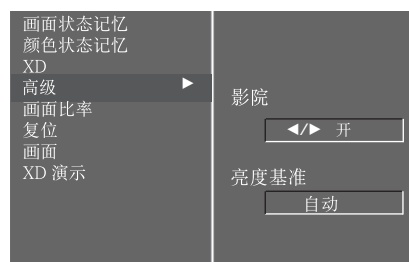 画面状态记忆
颜色状态记忆
XD
高级 ▶
画面比率
复位
画面
XD 演示
影院
◀/▶ 开
亮度基准
自动